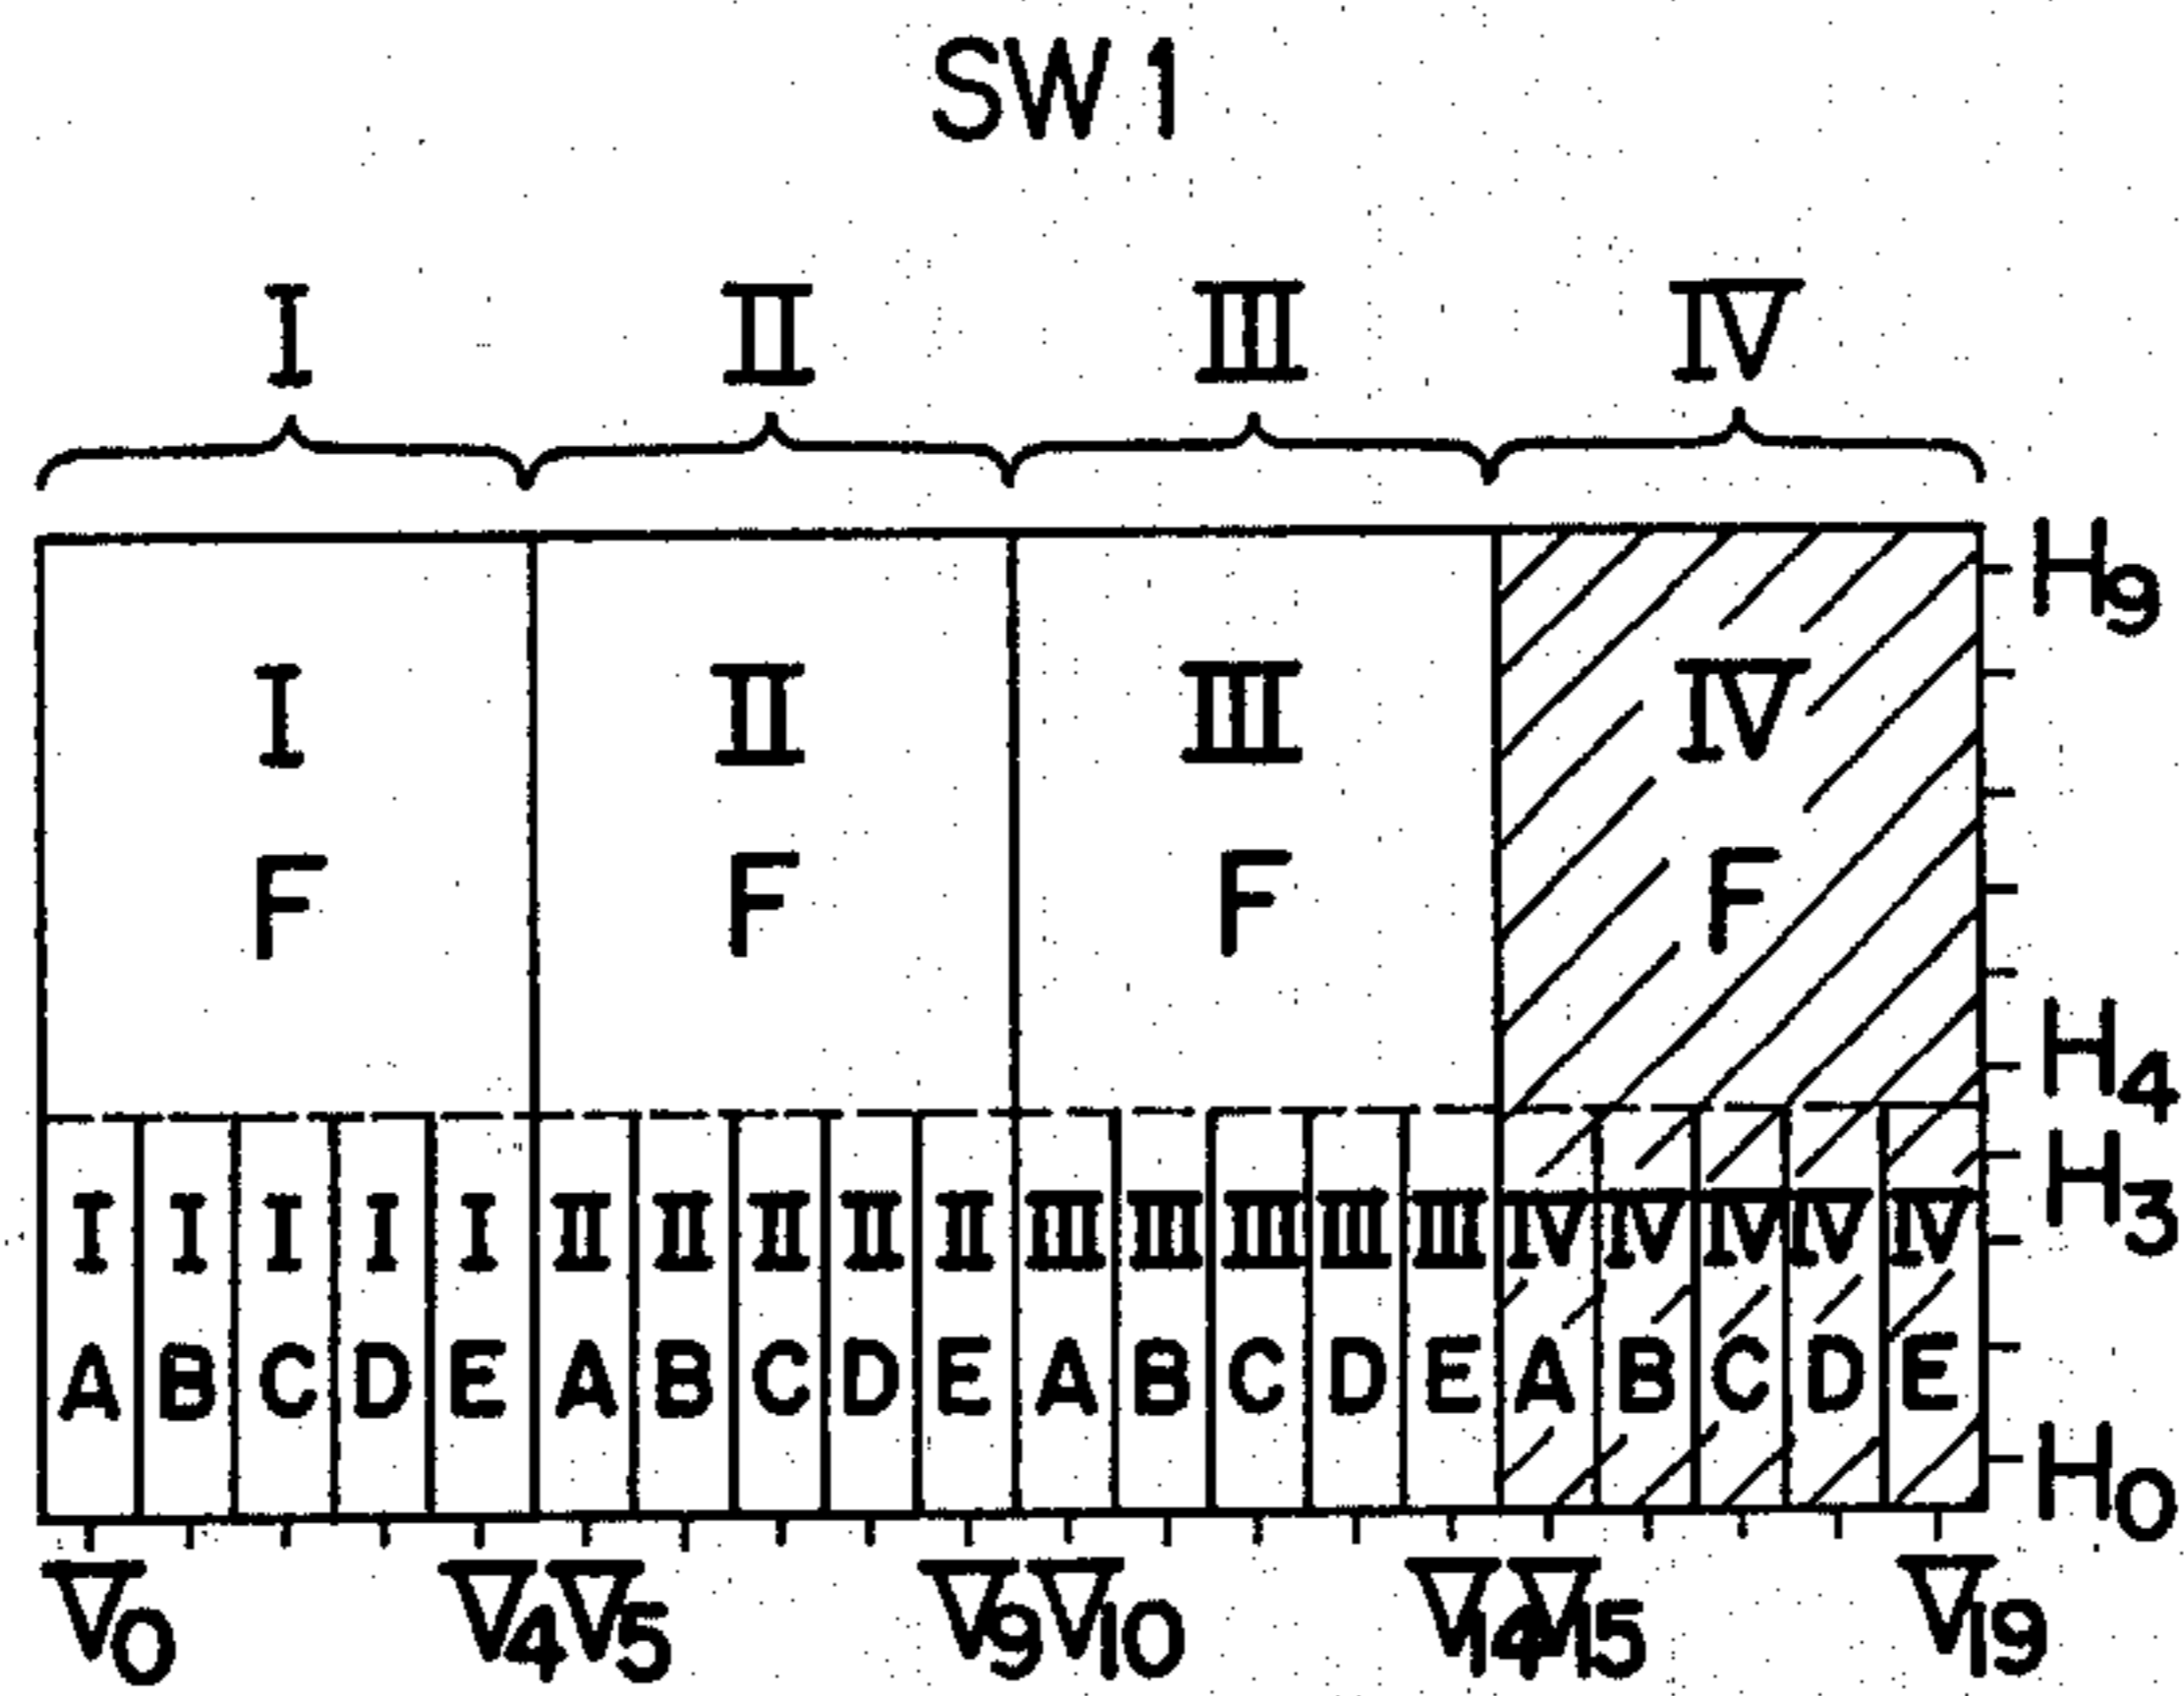 SW1
I II III IV
H9
I II III IV
F F F F
H4
H3
I I I I I II II II II II III III III III III IV IV IV IV IV
A B C D E A B C D E A B C D E A B C D E
H0
V0 V4 V5 V9 V10 V14 V15 V19